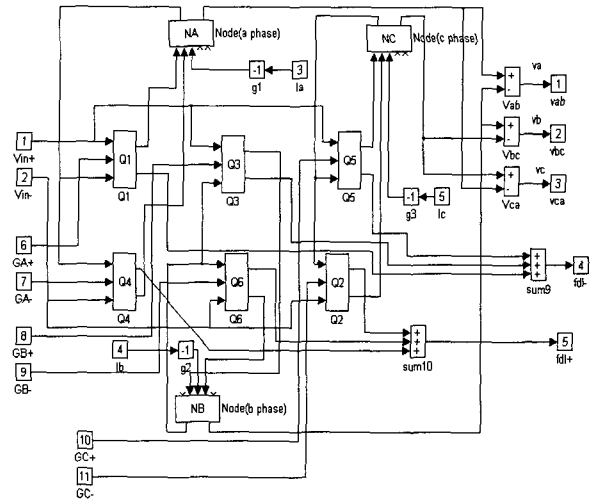 NA
Node(a phase)
NC
Node(c phase)
-1
g1
3
Ia
+
-
Vab
va
1
vab
1
Vin+
2
Vin-
Q1
Q1
Q3
Q3
Q5
Q5
+
-
Vbc
vb
2
vbc
+
-
Vca
vc
3
vca
-1
g3
5
Ic
6
GA+
7
GA-
Q4
Q4
Q6
Q6
Q2
Q2
+
+
+
sum9
4
fdl-
8
GB+
9
GB-
4
Ib
-1
g2
+
+
+
sum10
5
fdl+
NB
Node(b phase)
10
GC+
11
GC-